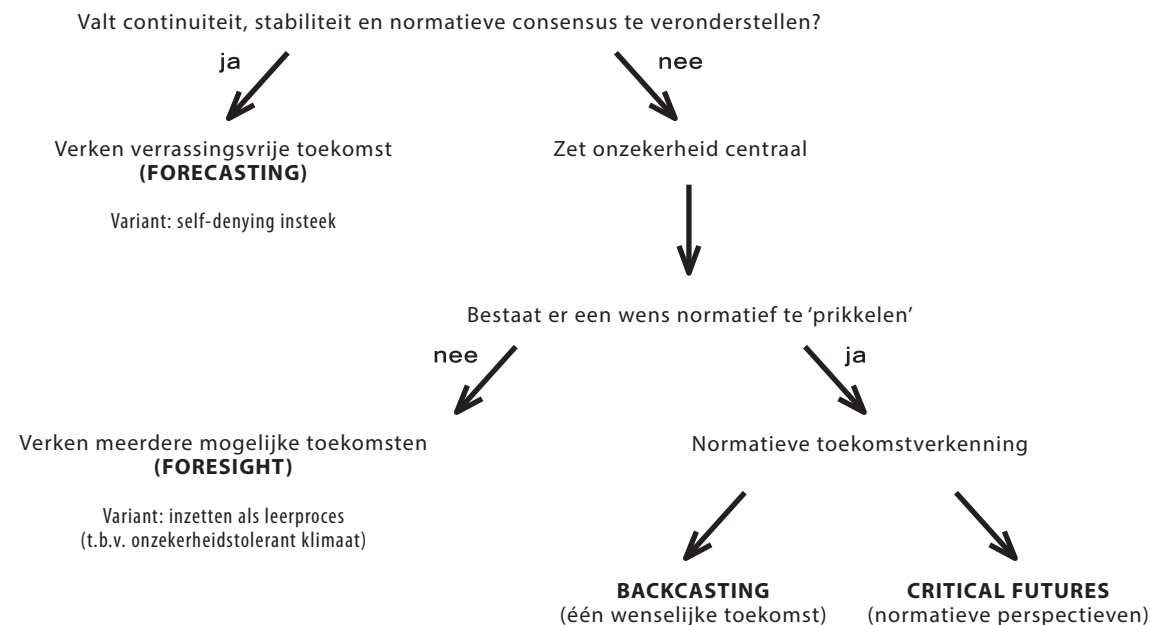 Valt continuïteit, stabiliteit en normatieve consensus te veronderstellen?
ja
nee
Verken verrassingsvrije toekomst
(FORECASTING)
Variant: self-denying insteek
Zet onzekerheid centraal
Bestaat er een wens normatief te ‘prikkelen’
nee
ja
Verken meerdere mogelijke toekomsten
(FORESIGHT)
Variant: inzetten als leerproces
(t.b.v. onzekerheidstolerant klimaat)
Normatieve toekomstverkenning
BACKCASTING
(één wenselijke toekomst)
CRITICAL FUTURES
(normatieve perspectieven)